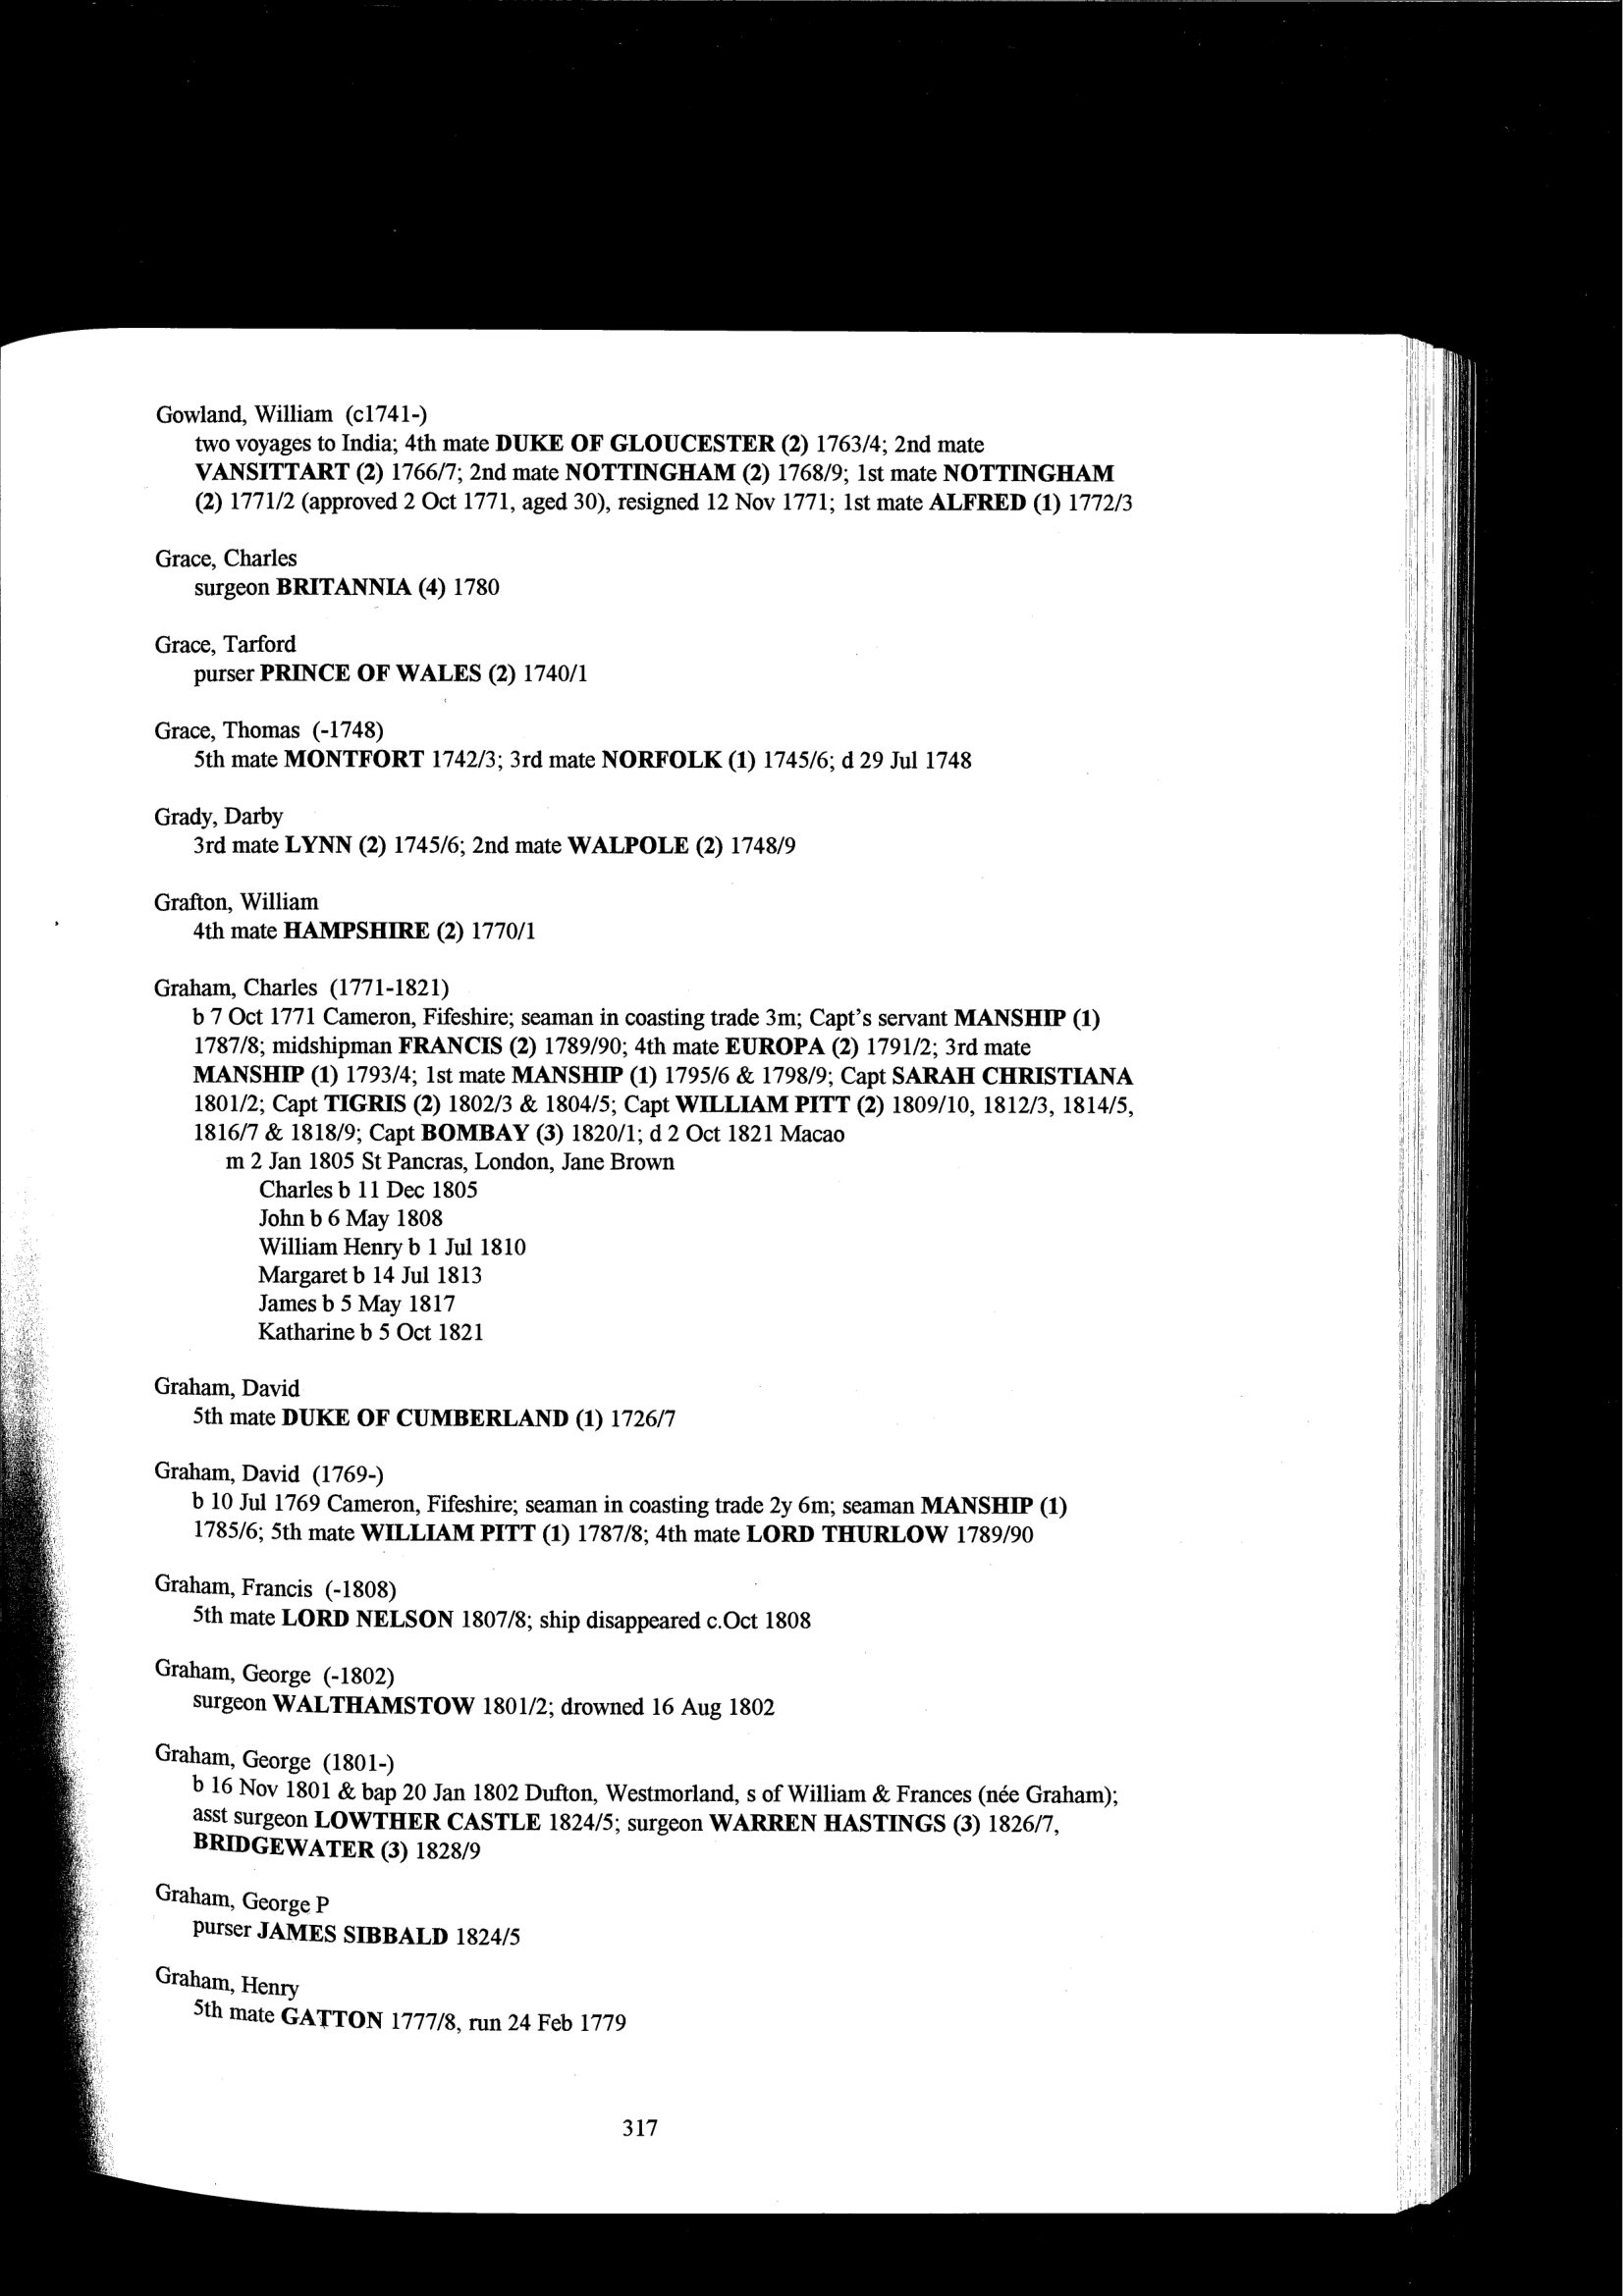 Gowland, William (c1741-)
two voyages to India; 4th mate DUKE OF GLOUCESTER (2) 1763/4; 2nd mate
VANSITTART (2) 1766/7; 2nd mate NOTTINGHAM (2) 1768/9; 1st mate NOTTINGHAM
(2) 1771/2 (approved 2 Oct 1771, aged 30), resigned 12 Nov 1771; 1st mate ALFRED (1) 1772/3
Grace, Charles
surgeon BRITANNIA (4) 1780
Grace, Tarford
purser PRINCE OF WALES (2) 1740/1
Grace, Thomas (-1748)
5th mate MONTFORT 1742/3; 3rd mate NORFOLK (1) 1745/6; d 29 Jul 1748
Grady, Darby
3rd mate LYNN (2) 1745/6; 2nd mate WALPOLE (2) 1748/9
Grafton, William
4th mate HAMPSHIRE (2) 1770/1
Graham, Charles (1771-1821)
b 7 Oct 1771 Cameron, Fifeshire; seaman in coasting trade 3m; Capt's servant MANSHIP (1)
1787/8; midshipman FRANCIS (2) 1789/90; 4th mate EUROPA (2) 1791/2; 3rd mate
MANSHIP (1) 1793/4; 1st mate MANSHIP (1) 1795/6 & 1798/9; Capt SARAH CHRISTIANA
1801/2; Capt TIGRIS (2) 1802/3 & 1804/5; Capt WILLIAM PITT (2) 1809/10, 1812/3, 1814/5,
1816/7 & 1818/9; Capt BOMBAY (3) 1820/1; d 2 Oct 1821 Macao
m 2 Jan 1805 St Pancras, London, Jane Brown
Charles b 11 Dec 1805
John b 6 May 1808
William Henry b 1 Jul 1810
Margaret b 14 Jul 1813
James b 5 May 1817
Katharine b 5 Oct 1821
Graham, David
5th mate DUKE OF CUMBERLAND (1) 1726/7
Graham, David (1769-)
b 10 Jul 1769 Cameron, Fifeshire; seaman in coasting trade 2y 6m; seaman MANSHIP (1)
1785/6; 5th mate WILLIAM PITT (1) 1787/8; 4th mate LORD THURLOW 1789/90
Graham, Francis (-1808)
5th mate LORD NELSON 1807/8; ship disappeared c.Oct 1808
Graham, George (-1802)
surgeon WALTHAMSTOW 1801/2; drowned 16 Aug 1802
Graham, George (1801-)
b 16 Nov 1801 & bap 20 Jan 1802 Dufton, Westmorland, s of William & Frances (née Graham);
asst surgeon LOWTHER CASTLE 1824/5; surgeon WARREN HASTINGS (3) 1826/7,
BRIDGEWATER (3) 1828/9
Graham, George P
purser JAMES SIBBALD 1824/5
Graham, Henry
5th mate GATTON 1777/8, run 24 Feb 1779
317